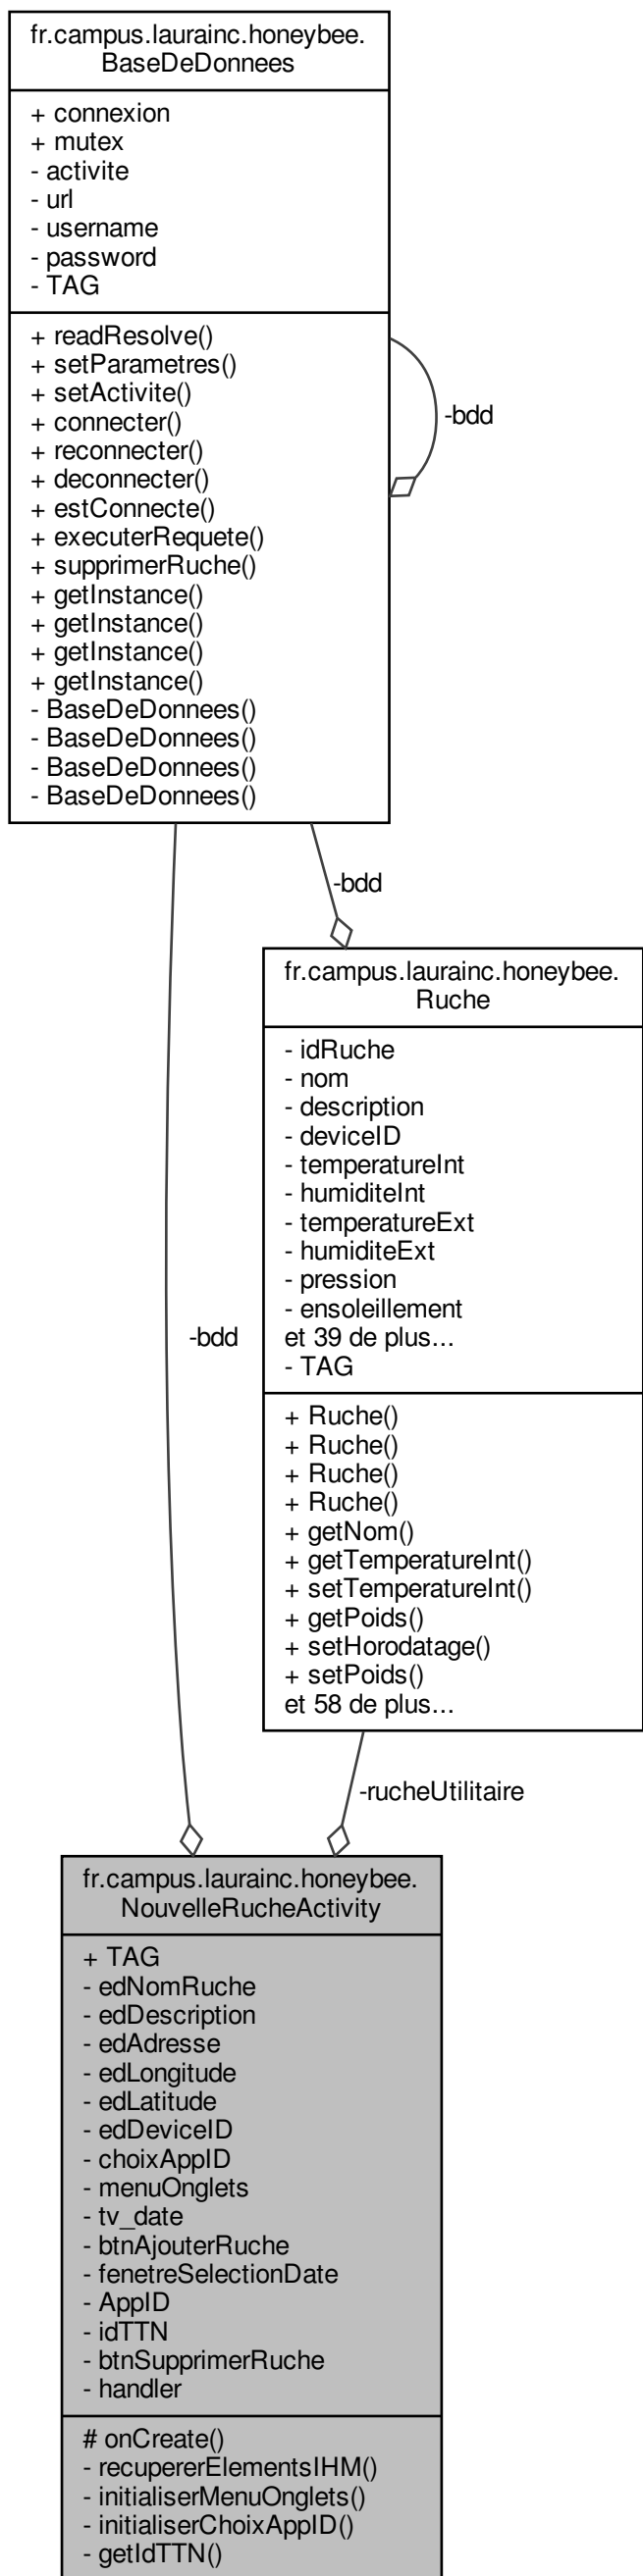 fr.campus.laurainc.honeybee.
BaseDeDonnees
+ connexion
+ mutex
- activite
- url
- username
- password
- TAG
+ readResolve()
+ setParametres()
+ setActivite()
+ connecter()
+ reconnecter()
+ deconnecter()
+ estConnecte()
+ executerRequete()
+ supprimerRuche()
+ getInstance()
+ getInstance()
+ getInstance()
+ getInstance()
- BaseDeDonnees()
- BaseDeDonnees()
- BaseDeDonnees()
- BaseDeDonnees()
-bdd
-bdd
fr.campus.laurainc.honeybee.
Ruche
- idRuche
- nom
- description
- deviceID
- temperatureInt
- humiditeInt
- temperatureExt
- humiditeExt
- pression
- ensoleillement
et 39 de plus...
- TAG
+ Ruche()
+ Ruche()
+ Ruche()
+ Ruche()
+ getNom()
+ getTemperatureInt()
+ setTemperatureInt()
+ getPoids()
+ setHorodatage()
+ setPoids()
et 58 de plus...
-bdd
-rucheUtilitaire
fr.campus.laurainc.honeybee.
NouvelleRucheActivity
+ TAG
- edNomRuche
- edDescription
- edAdresse
- edLongitude
- edLatitude
- edDeviceID
- choixAppID
- menuOnglets
- tv_date
- btnAjouterRuche
- fenetreSelectionDate
- AppID
- idTTN
- btnSupprimerRuche
- handler
# onCreate()
- recupererElementsIHM()
- initialiserMenuOnglets()
- initialiserChoixAppID()
- getIdTTN()